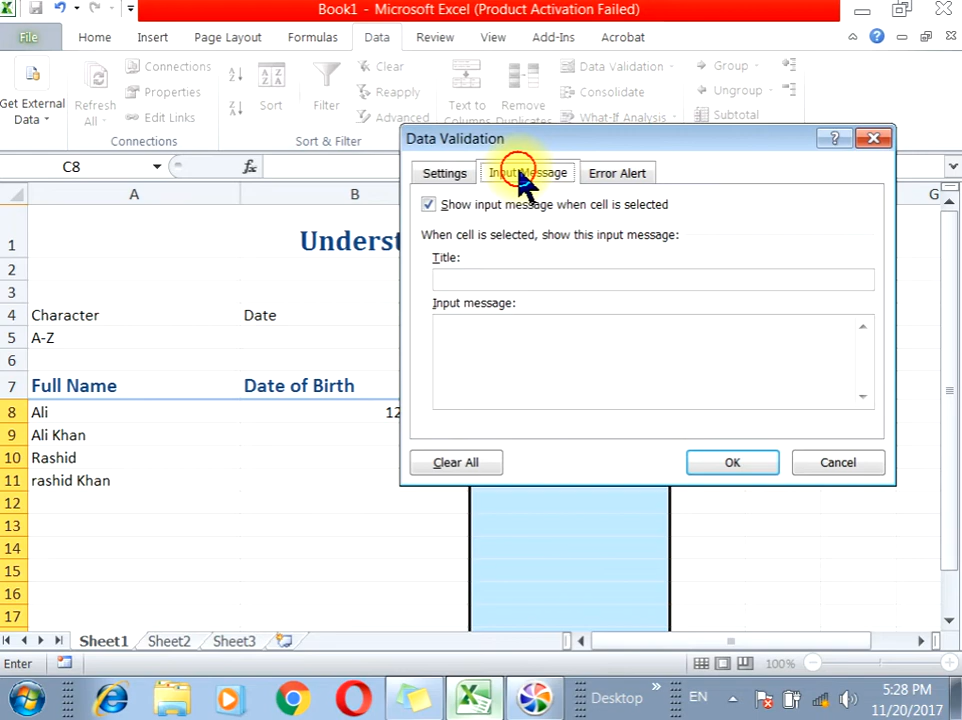 Book1 - Microsoft Excel (Product Activation Failed)
File Home Insert Page Layout Formulas Data Review View Add-Ins Acrobat
Get External Data
Refresh All
Connections
Properties
Edit Links
Connections
Sort
Filter
Clear
Reapply
Advanced
Sort & Filter
Text to Columns
Remove Duplicates
Data Validation
Consolidate
What-If Analysis
Group
Ungroup
Subtotal
C8
fx
Data Validation
Settings Input Message Error Alert
Show input message when cell is selected
When cell is selected, show this input message:
Title:
Input message:
Clear All OK Cancel
A B G
1 Underst
2
3
4 Character Date
5 A-Z
6
7 Full Name Date of Birth
8 Ali 12
9 Ali Khan
10 Rashid
11 rashid Khan
12
13
14
15
16
17
Sheet1 Sheet2 Sheet3
Enter 100%
Desktop » EN 5:28 PM
11/20/2017